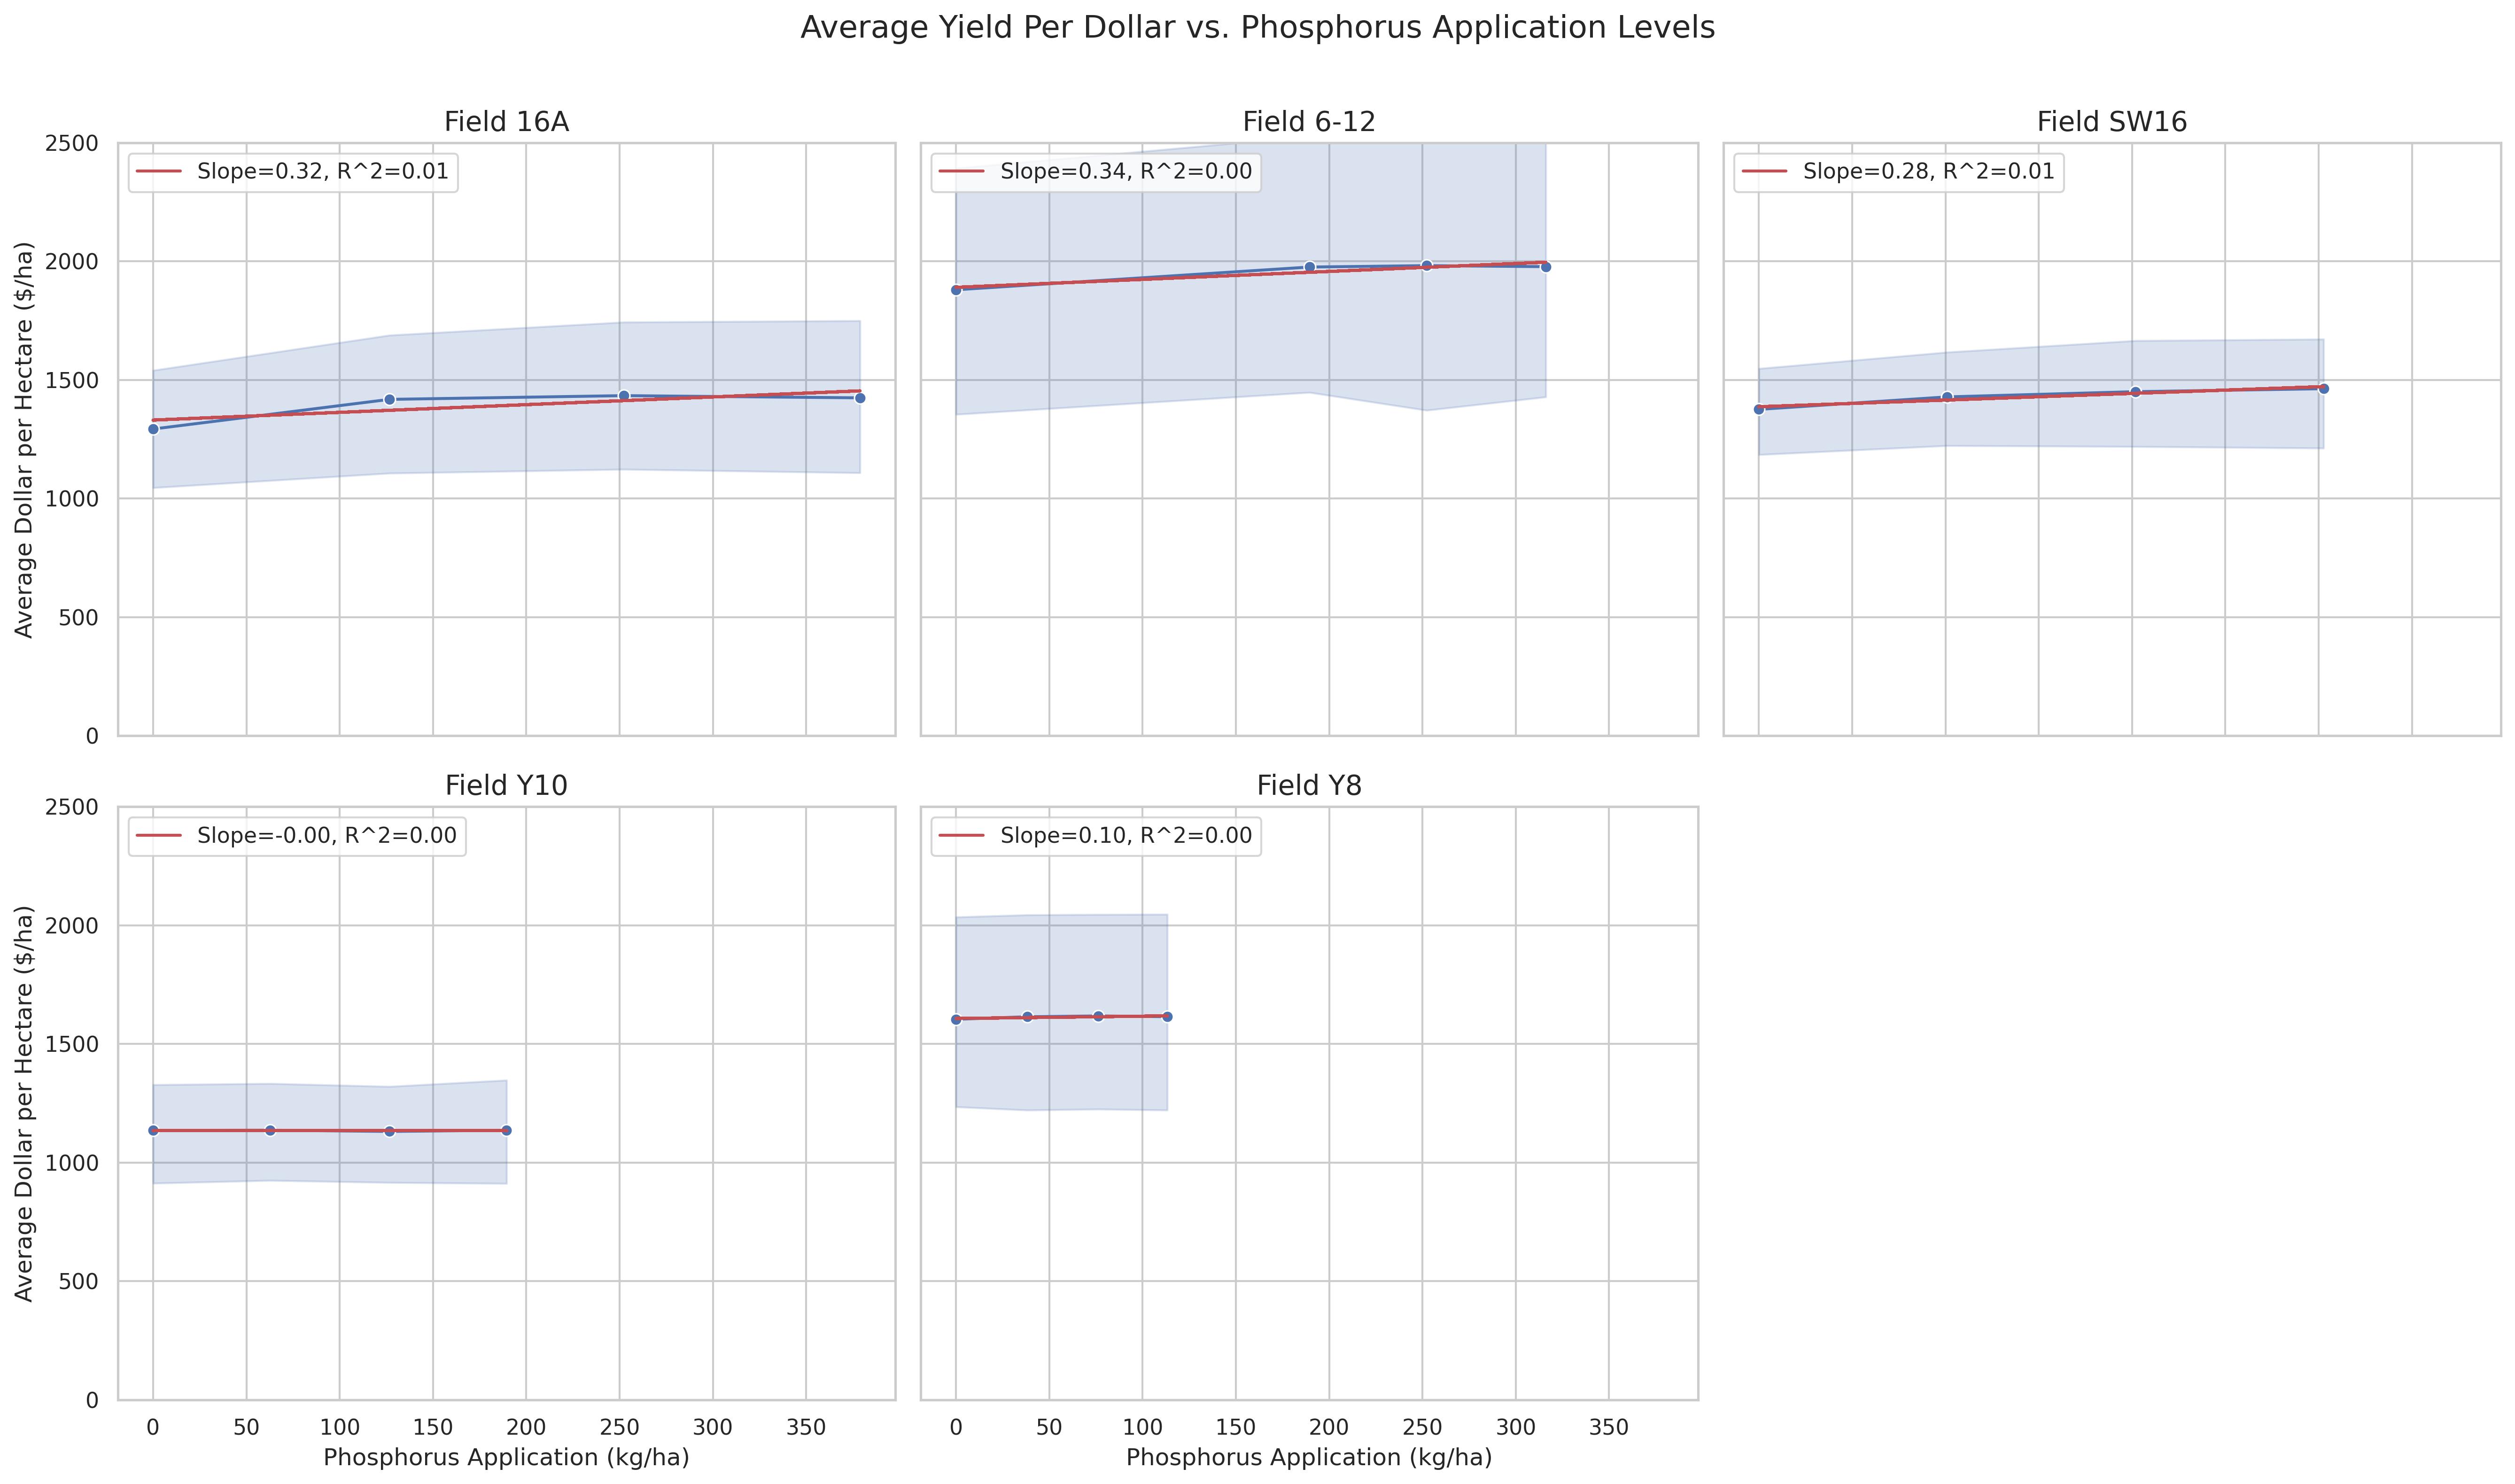 Average Yield Per Dollar vs. Phosphorus Application Levels
Field 16A
Field 6-12
Field SW16
Slope=0.32, R^2=0.01
Slope=0.34, R^2=0.00
Slope=0.28, R^2=0.01
Average Dollar per Hectare ($/ha)
2500
2000
1500
1000
500
0
Field Y10
Field Y8
Slope=-0.00, R^2=0.00
Slope=0.10, R^2=0.00
Average Dollar per Hectare ($/ha)
2500
2000
1500
1000
500
0
0 50 100 150 200 250 300 350
0 50 100 150 200 250 300 350
Phosphorus Application (kg/ha)
Phosphorus Application (kg/ha)